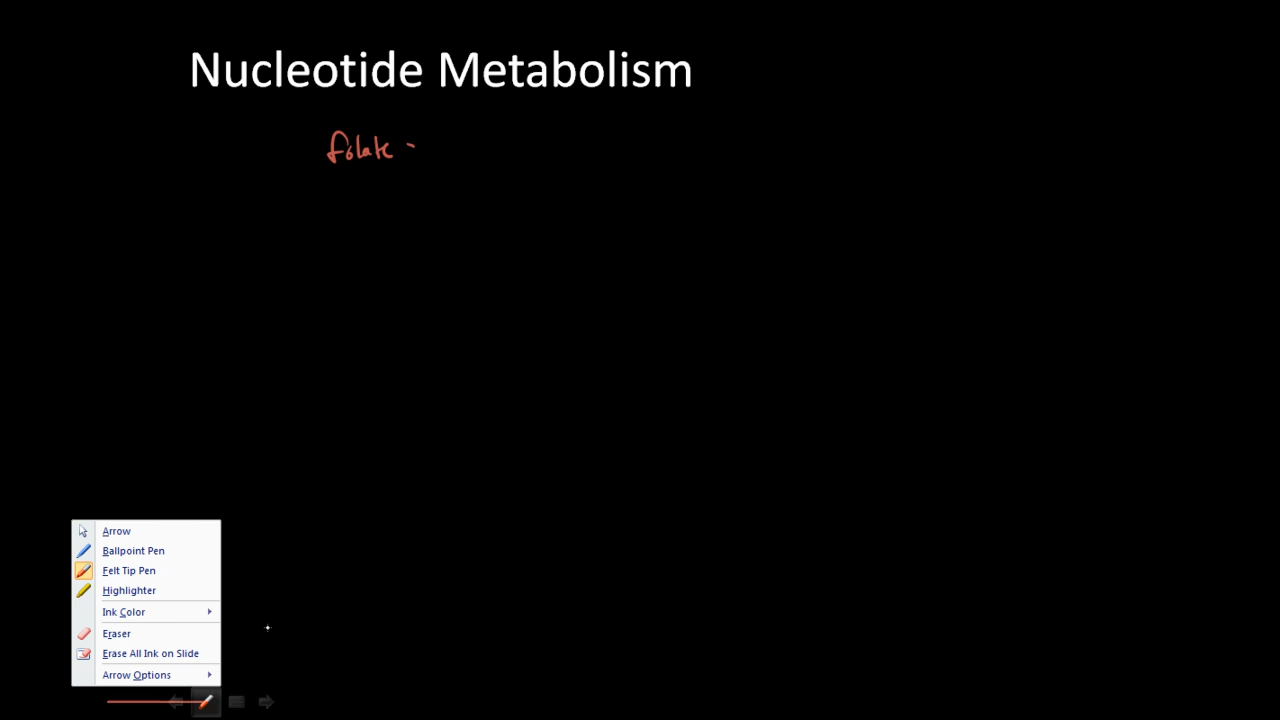 Nucleotide Metabolism
folate -
Arrow
Ballpoint Pen
Felt Tip Pen
Highlighter
Ink Color
Eraser
Erase All Ink on Slide
Arrow Options